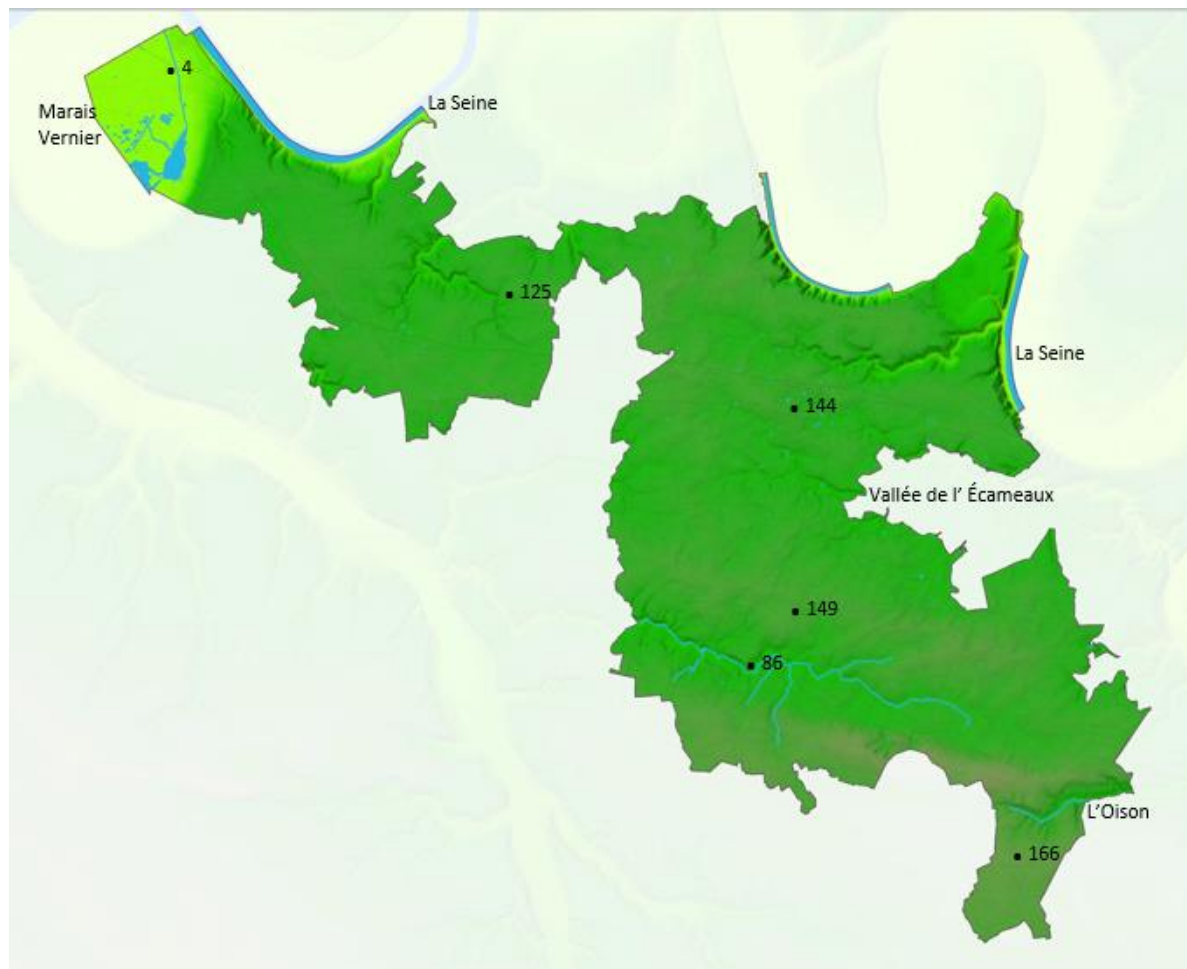 4
Marais
Vernier
La Seine
125
La Seine
144
Vallée de l' Écameaux
149
86
L'Oison
166